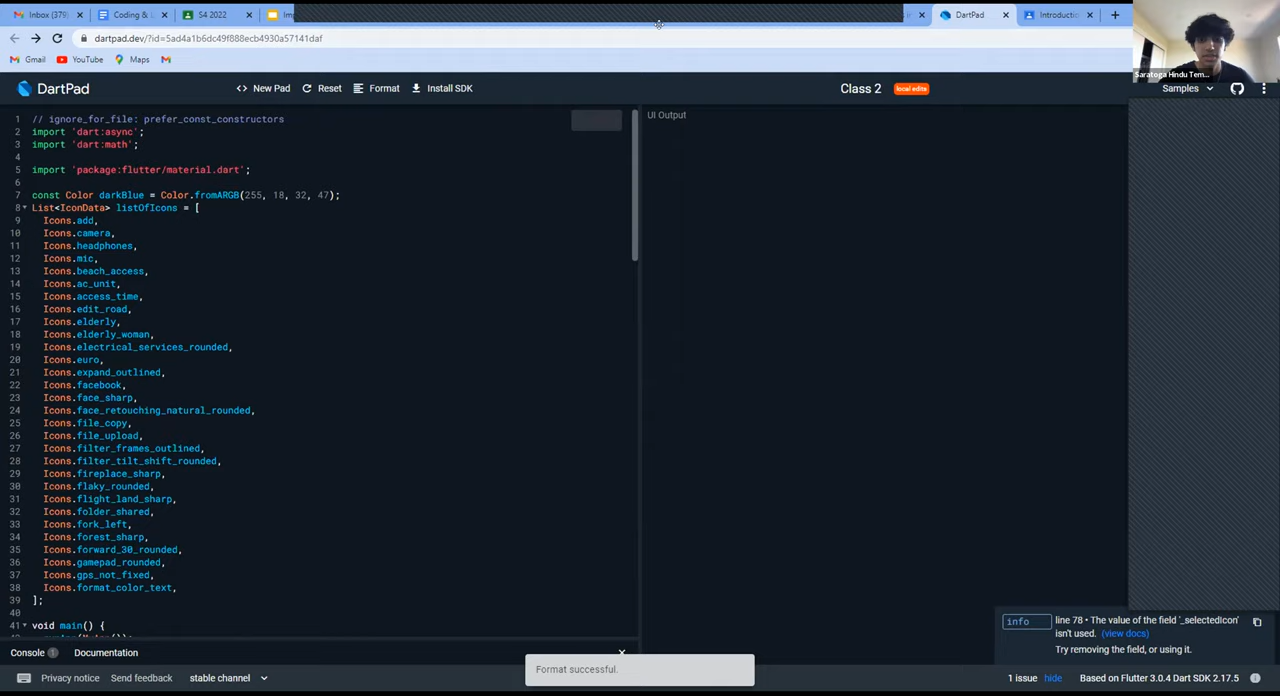 Inbox (379)
Coding &
S4 2022
Im
DartPad
Introduction
dartpad.dev/?id=5ad4a1b6dc49f888ecb4930a57141daf
Gmail
YouTube
Maps
Saratoga Hindu Tem...
DartPad
New Pad
Reset
Format
Install SDK
Class 2
local edits
Samples
UI Output
1 // ignore_for_file: prefer_const_constructors
2 import 'dart:async';
3 import 'dart:math';
4
5 import 'package:flutter/material.dart';
6
7 const Color darkBlue = Color.fromARGB(255, 18, 32, 47);
8 List<IconData> listOfIcons = [
9 Icons.add,
10 Icons.camera,
11 Icons.headphones,
12 Icons.mic,
13 Icons.beach_access,
14 Icons.ac_unit,
15 Icons.access_time,
16 Icons.edit_road,
17 Icons.elderly,
18 Icons.elderly_woman,
19 Icons.electrical_services_rounded,
20 Icons.euro,
21 Icons.expand_outlined,
22 Icons.facebook,
23 Icons.face_sharp,
24 Icons.face_retouching_natural_rounded,
25 Icons.file_copy,
26 Icons.file_upload,
27 Icons.filter_frames_outlined,
28 Icons.filter_tilt_shift_rounded,
29 Icons.fireplace_sharp,
30 Icons.flaky_rounded,
31 Icons.flight_land_sharp,
32 Icons.folder_shared,
33 Icons.fork_left,
34 Icons.forest_sharp,
35 Icons.forward_30_rounded,
36 Icons.gamepad_rounded,
37 Icons.gps_not_fixed,
38 Icons.format_color_text,
39 ];
40
41 void main() {
info
line 78 • The value of the field '_selectedIcon'
isn't used. (view docs)
Try removing the field, or using it.
Console 1
Documentation
Format successful.
Privacy notice
Send feedback
stable channel
1 issue hide
Based on Flutter 3.0.4 Dart SDK 2.17.5